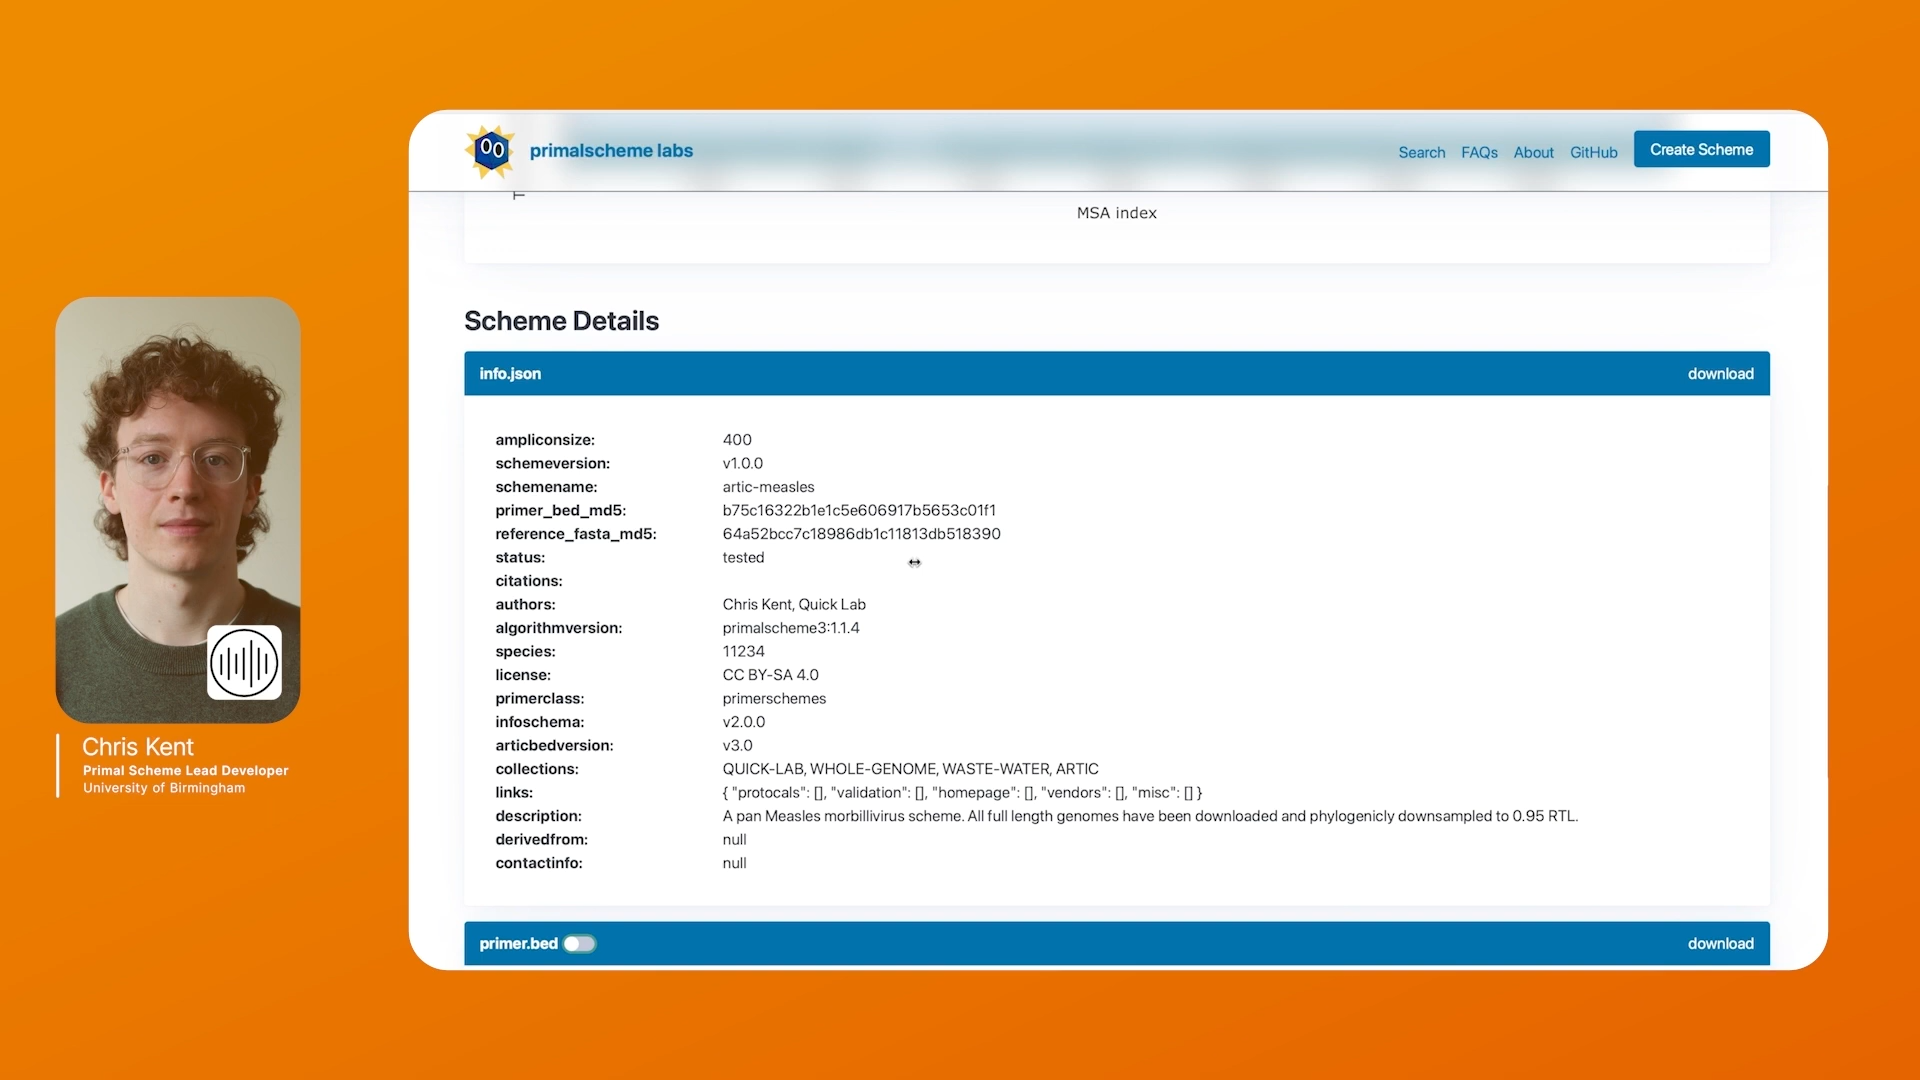 primalscheme labs
Search FAQs About GitHub Create Scheme
MSA index
Scheme Details
info.json download
ampliconsize: 400
schemeversion: v1.0.0
schemename: artic-measles
primer_bed_md5: b75c16322b1e1c5e606917b5653c01f1
reference_fasta_md5: 64a52bcc7c18986db1c11813db518390
status: tested
citations:
authors: Chris Kent, Quick Lab
algorithmversion: primalscheme3:1.1.4
species: 11234
license: CC BY-SA 4.0
primerclass: primerschemes
infoschema: v2.0.0
articbedversion: v3.0
collections: QUICK-LAB, WHOLE-GENOME, WASTE-WATER, ARTIC
links: { "protocals": [], "validation": [], "homepage": [], "vendors": [], "misc": [] }
description: A pan Measles morbillivirus scheme. All full length genomes have been downloaded and phylogenicly downsampled to 0.95 RTL.
derivedfrom: null
contactinfo: null
primer.bed download
Chris Kent
Primal Scheme Lead Developer
University of Birmingham